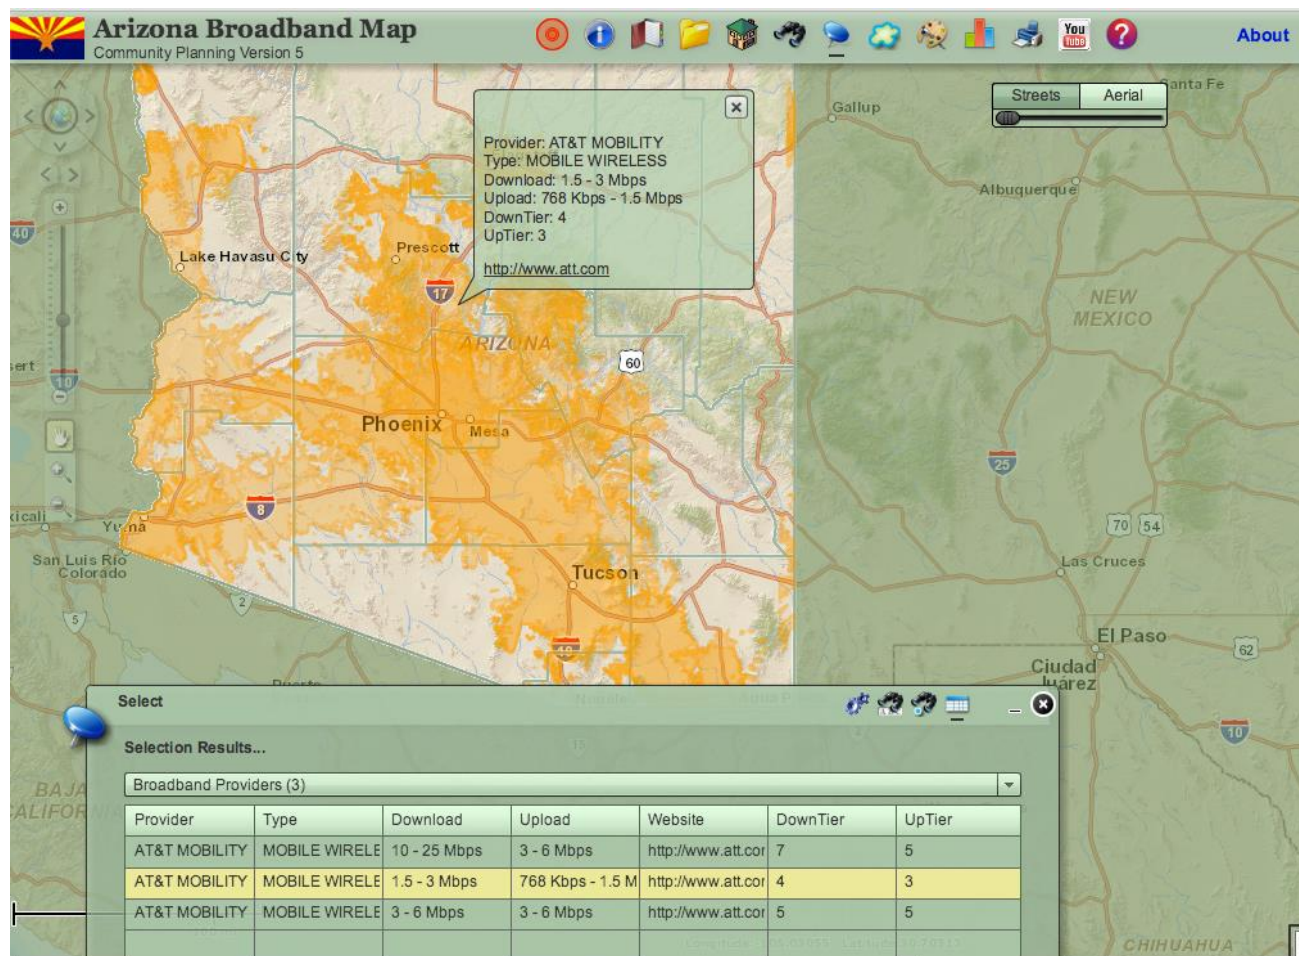 Arizona Broadband Map
Community Planning Version 5
You
Tube
?
About
Streets
Aerial
Santa Fe
Gallup
Provider: AT&T MOBILITY
Type: MOBILE WIRELESS
Download: 1.5 - 3 Mbps
Upload: 768 Kbps - 1.5 Mbps
DownTier: 4
UpTier: 3
http://www.att.com
Albuquerque
40
Lake Havasu City
Prescott
17
NEW
MEXICO
ARIZONA
60
10
Phoenix
Mesa
25
8
Yuma
70
54
San Luis Río
Colorado
Las Cruces
Tucson
2
5
El Paso
62
Ciudad
Juárez
10
Select
Selection Results...
10
BAJA
Broadband Providers (3)
Provider Type Download Upload Website DownTier UpTier
AT&T MOBILITY MOBILE WIRELE 10 - 25 Mbps 3 - 6 Mbps http://www.att.cor 7 5
AT&T MOBILITY MOBILE WIRELE 1.5 - 3 Mbps 768 Kbps - 1.5 M http://www.att.cor 4 3
AT&T MOBILITY MOBILE WIRELE 3 - 6 Mbps 3 - 6 Mbps http://www.att.cor 5 5
CHIHUAHUA